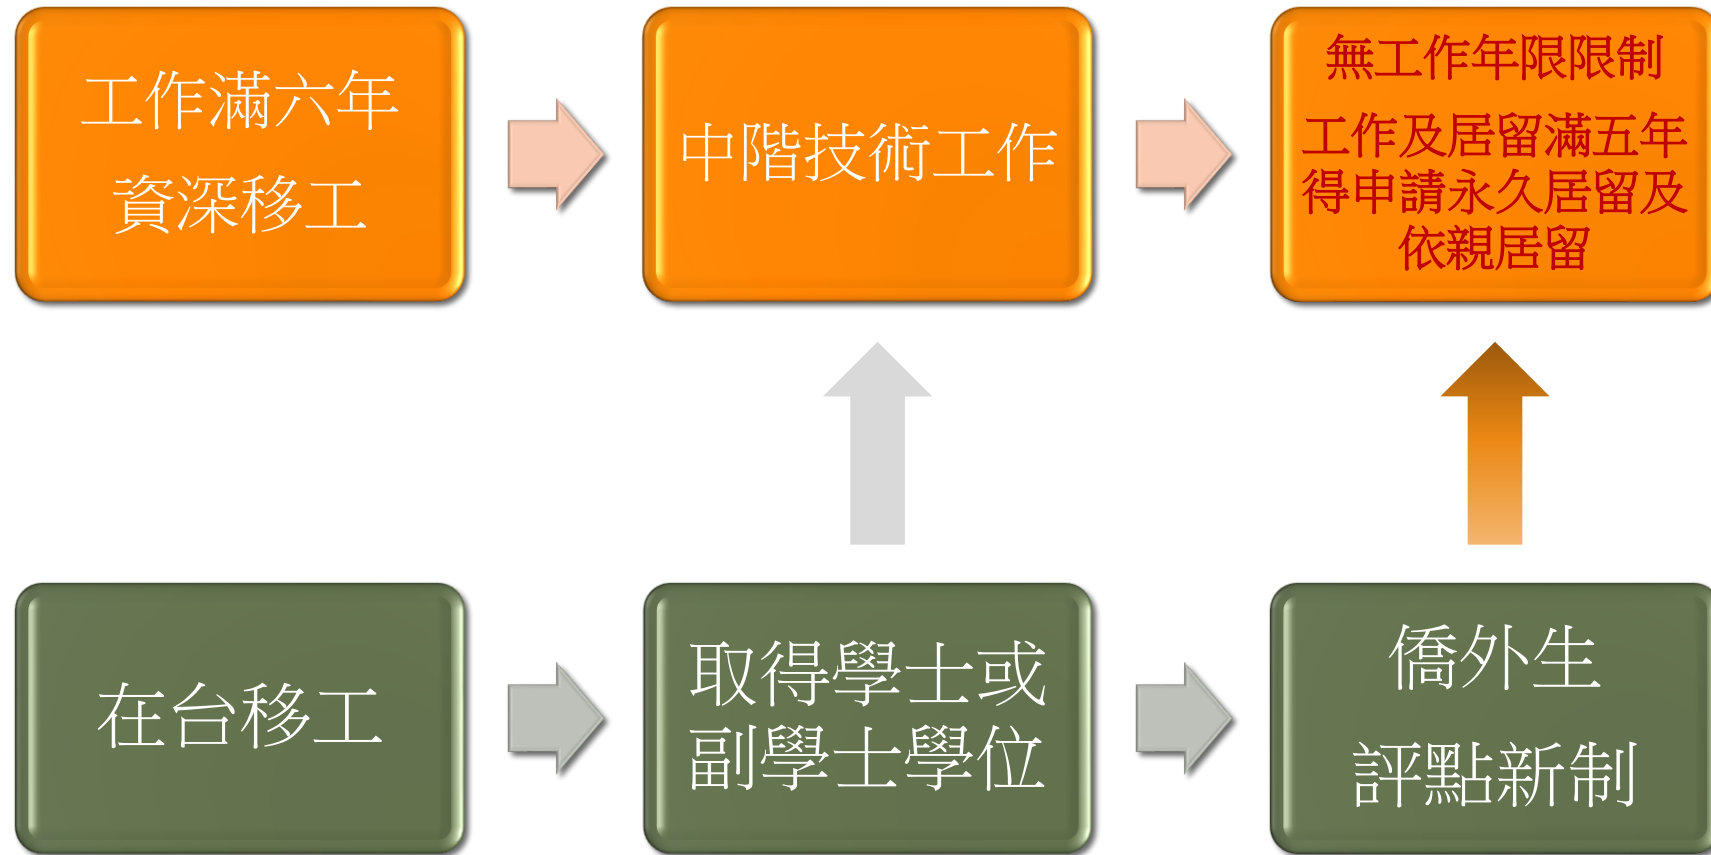 工作滿六年
資深移工
中階技術工作
無工作年限限制
工作及居留滿五年
得申請永久居留及
依親居留
在台移工
取得學士或
副學士學位
僑外生
評點新制